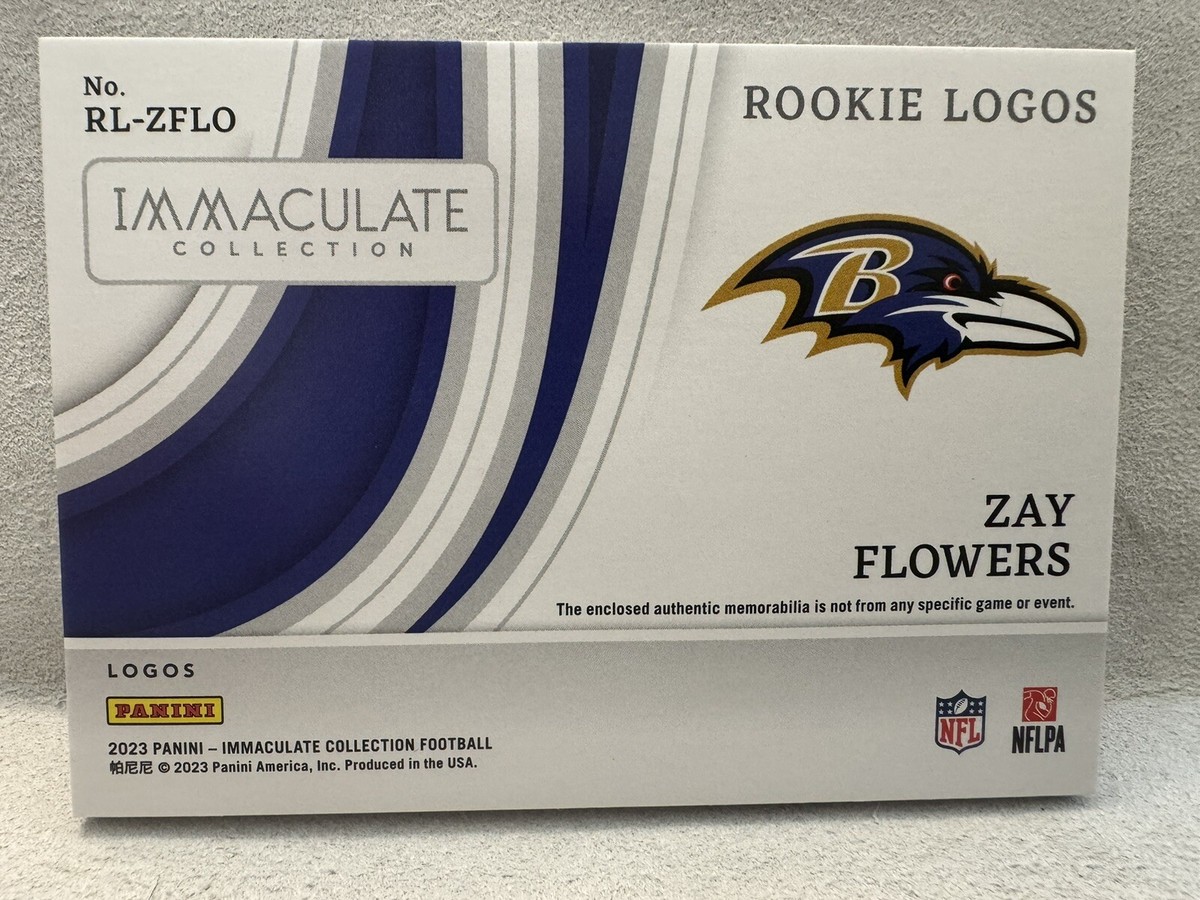 No.
RL-ZFLO
ROOKIE LOGOS
IMMACULATE
COLLECTION
B
ZAY
FLOWERS
The enclosed authentic memorabilia is not from any specific game or event.
LOGOS
PANINI
2023 PANINI – IMMACULATE COLLECTION FOOTBALL
帕尼尼 © 2023 Panini America, Inc. Produced in the USA.
NFL
NFLPA